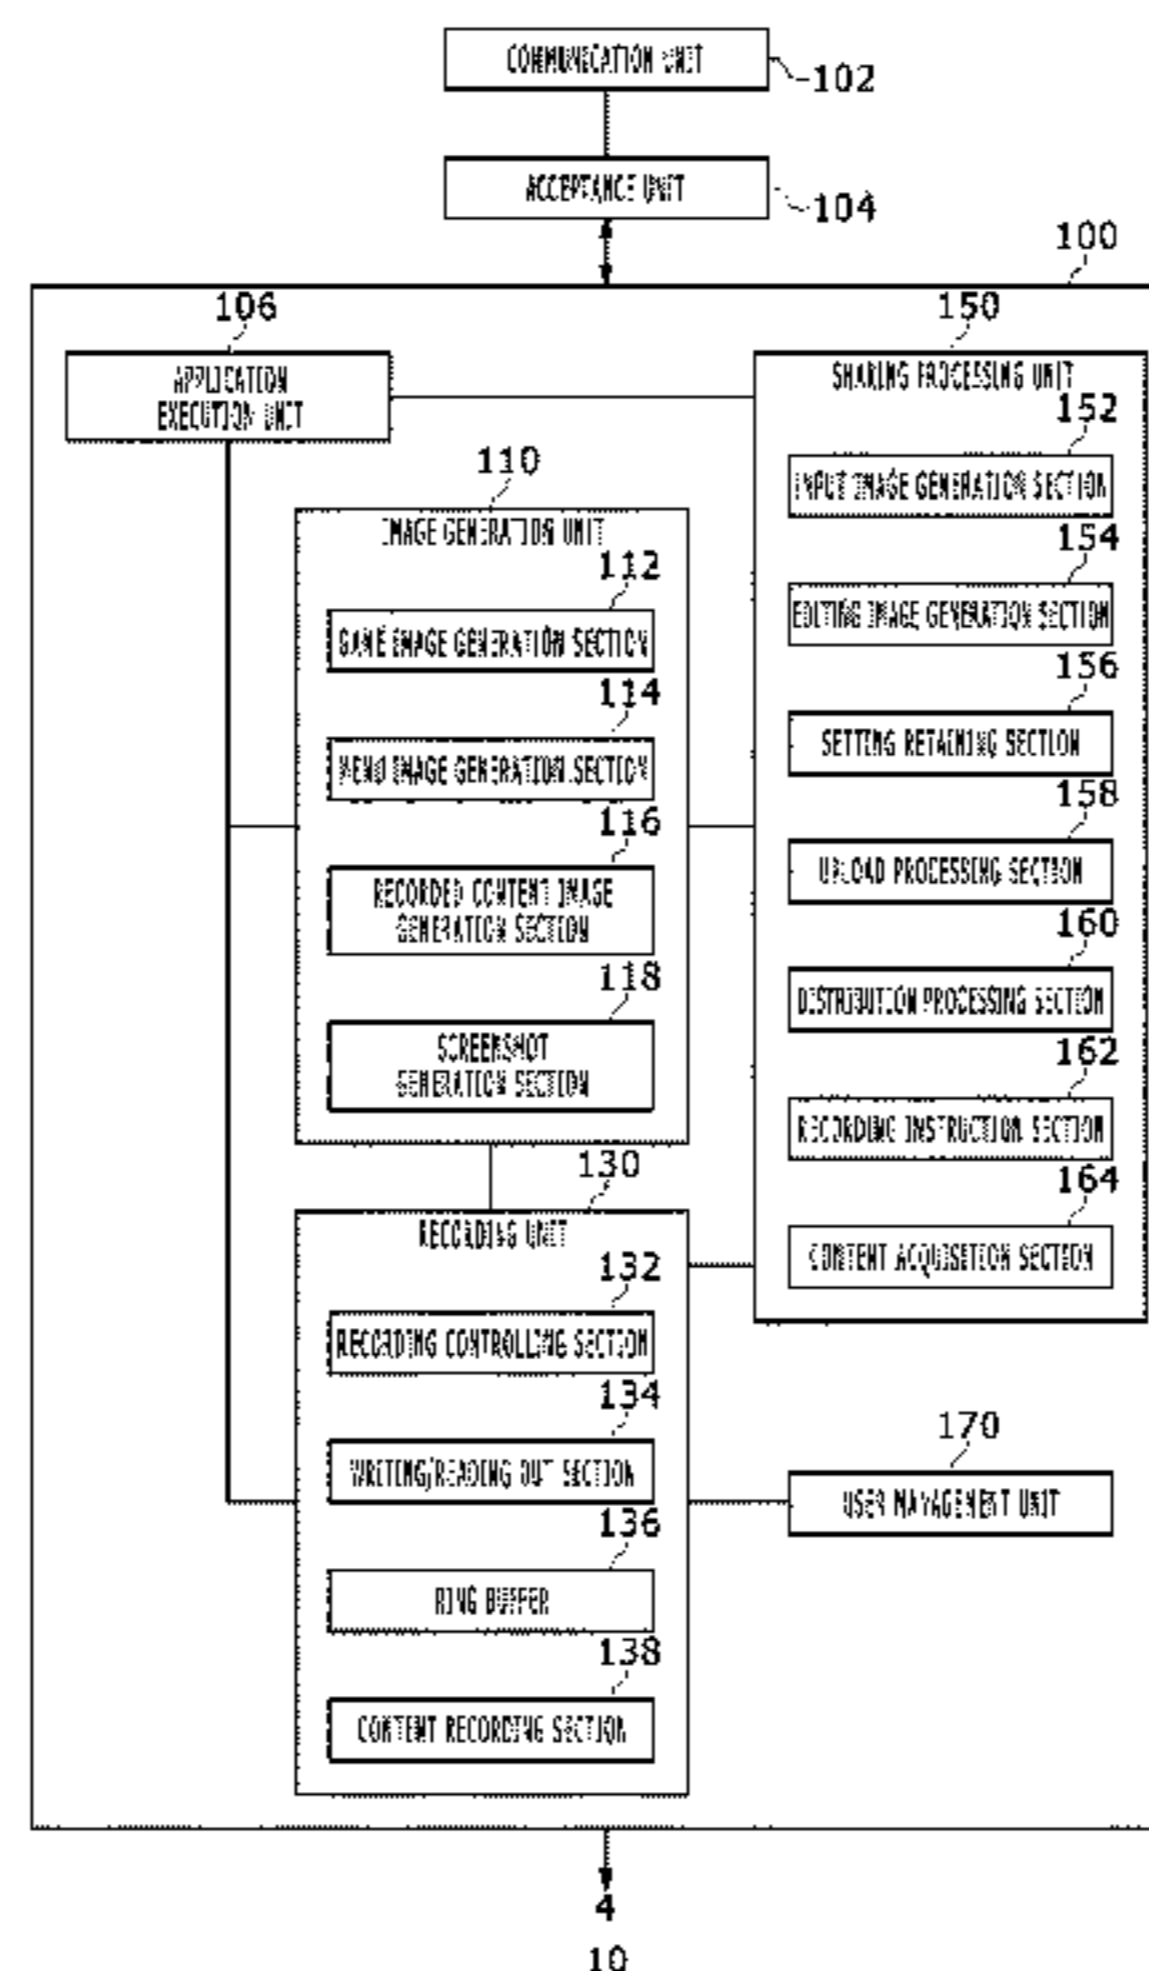 COMMUNICATION UNIT
102
ACCEPTANCE UNIT
104
100
106
APPLICATION
EXECUTION UNIT
150
SHARING PROCESSING UNIT
152
INPUT IMAGE GENERATION SECTION
154
EDITING IMAGE GENERATION SECTION
156
SETTING RETAINING SECTION
158
UPLOAD PROCESSING SECTION
160
DISTRIBUTION PROCESSING SECTION
162
RECORDING INSTRUCTION SECTION
164
CONTENT ACQUISITION SECTION
110
IMAGE GENERATION UNIT
112
GAME IMAGE GENERATION SECTION
114
MENU IMAGE GENERATION SECTION
116
RECORDED CONTENT IMAGE
GENERATION SECTION
118
SCREENSHOT
GENERATION SECTION
130
RECORDING UNIT
132
RECORDING CONTROLLING SECTION
134
WRITING/READING OUT SECTION
136
RING BUFFER
138
CONTENT RECORDING SECTION
170
USER MANAGEMENT UNIT
4
10